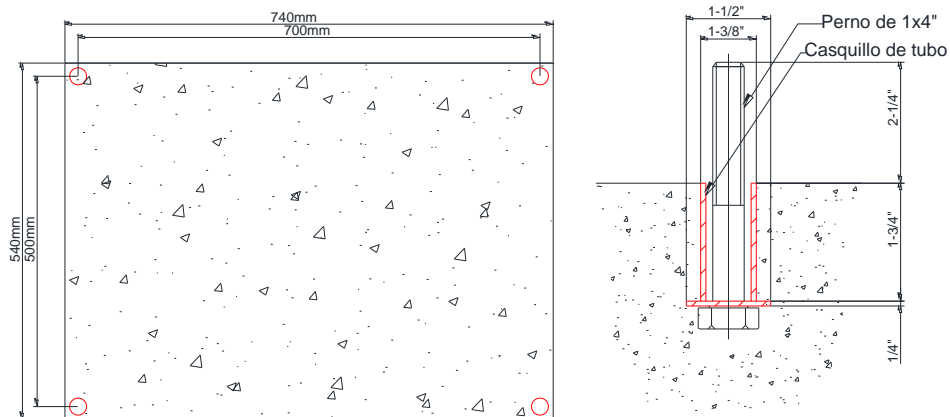 740mm
700mm
540mm
500mm
1-1/2"
1-3/8"
Perno de 1x4"
Casquillo de tubo
2-1/4"
1-3/4"
1/4"